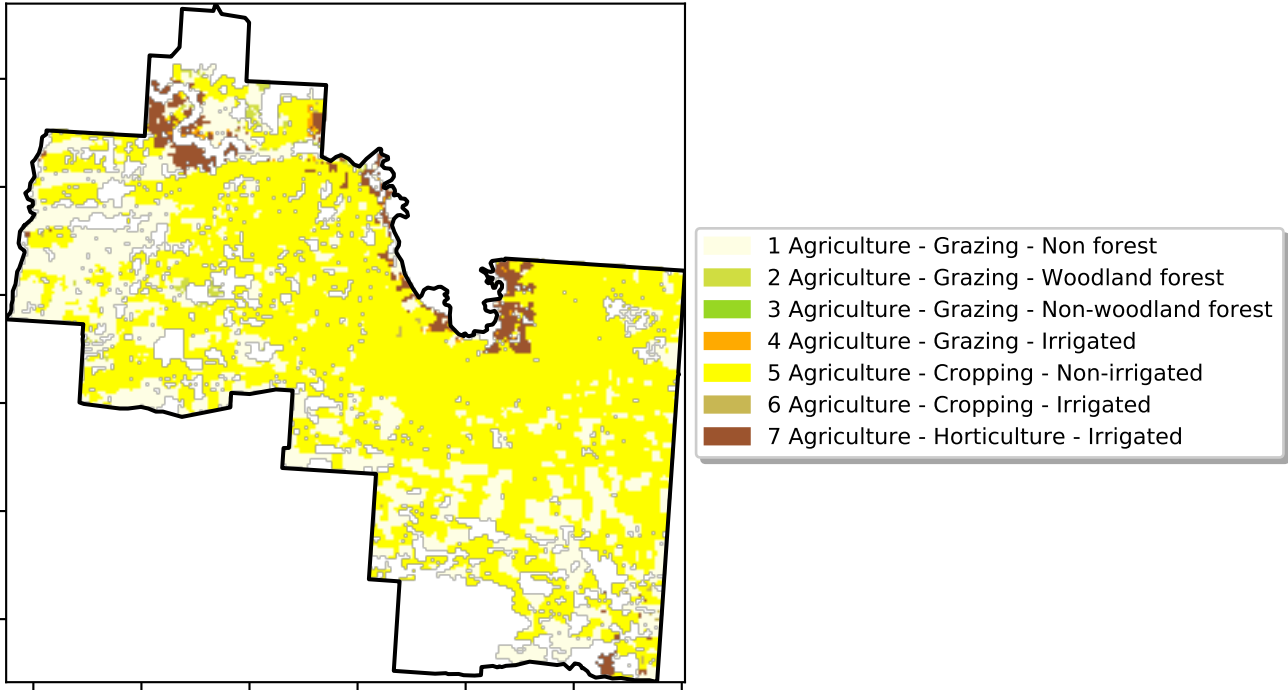 1 Agriculture - Grazing - Non forest
2 Agriculture - Grazing - Woodland forest
3 Agriculture - Grazing - Non-woodland forest
4 Agriculture - Grazing - Irrigated
5 Agriculture - Cropping - Non-irrigated
6 Agriculture - Cropping - Irrigated
7 Agriculture - Horticulture - Irrigated